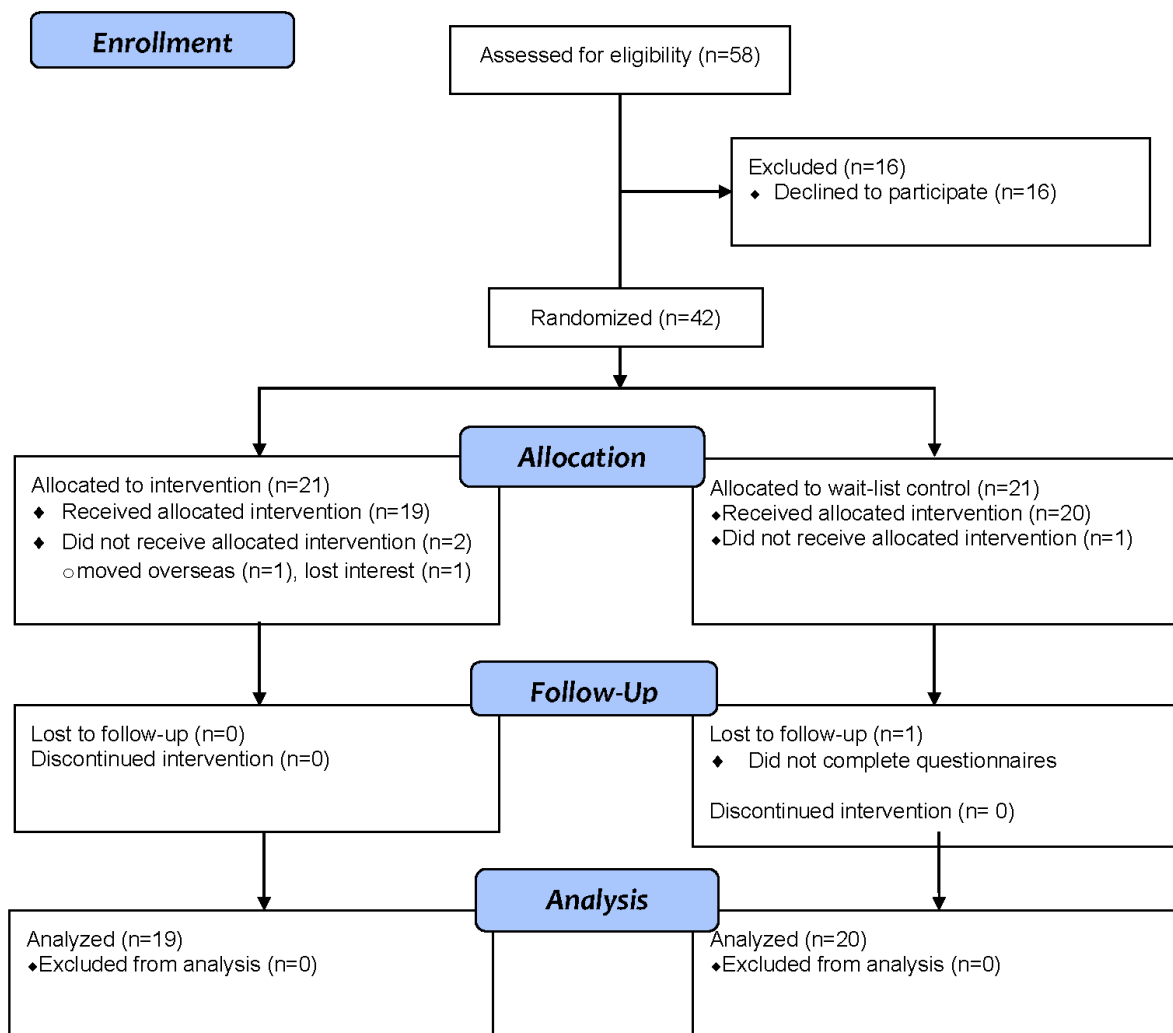 Enrollment
Assessed for eligibility (n=58)
Excluded (n=16)
⬥ Declined to participate (n=16)
Randomized (n=42)
Allocation
Allocated to intervention (n=21)
♦ Received allocated intervention (n=19)
♦ Did not receive allocated intervention (n=2)
○moved overseas (n=1), lost interest (n=1)
Allocated to wait-list control (n=21)
⬥Received allocated intervention (n=20)
⬥Did not receive allocated intervention (n=1)
Follow-Up
Lost to follow-up (n=0)
Discontinued intervention (n=0)
Lost to follow-up (n=1)
♦ Did not complete questionnaires
Discontinued intervention (n= 0)
Analysis
Analyzed (n=19)
⬥Excluded from analysis (n=0)
Analyzed (n=20)
⬥Excluded from analysis (n=0)